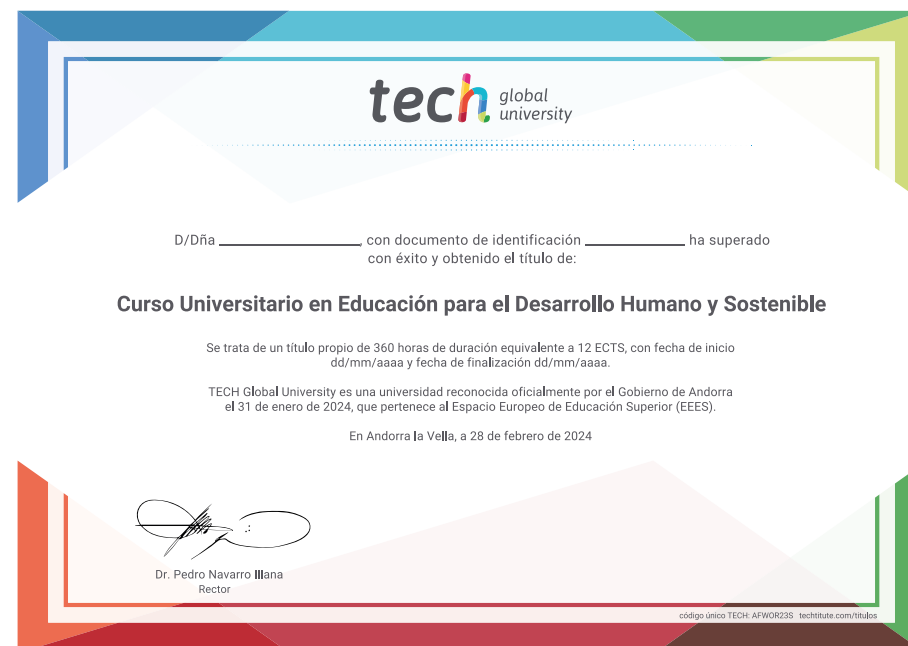 tech global university
D/Dña ____________________, con documento de identificación ______________ ha superado
con éxito y obtenido el título de:
Curso Universitario en Educación para el Desarrollo Humano y Sostenible
Se trata de un título propio de 360 horas de duración equivalente a 12 ECTS, con fecha de inicio
dd/mm/aaaa y fecha de finalización dd/mm/aaaa.
TECH Global University es una universidad reconocida oficialmente por el Gobierno de Andorra
el 31 de enero de 2024, que pertenece al Espacio Europeo de Educación Superior (EEES).
En Andorra la Vella, a 28 de febrero de 2024
Dr. Pedro Navarro Illana
Rector
código único TECH: AFWOR23S techtitute.com/titulos